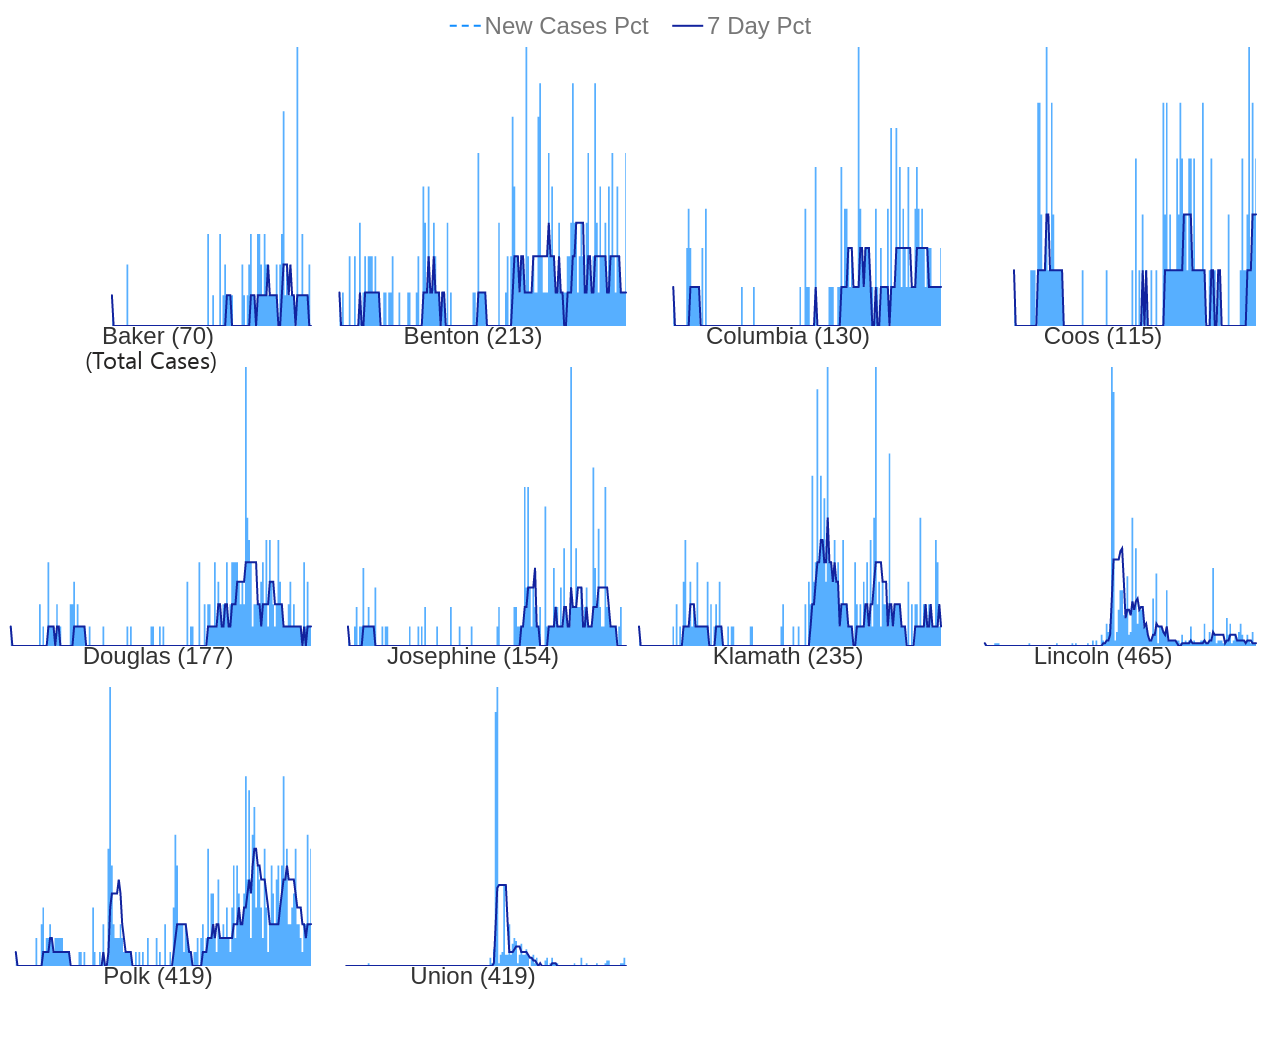 New Cases Pct 7 Day Pct
Baker (70) Benton (213) Columbia (130) Coos (115)
(Total Cases)
Douglas (177) Josephine (154) Klamath (235) Lincoln (465)
Polk (419) Union (419)